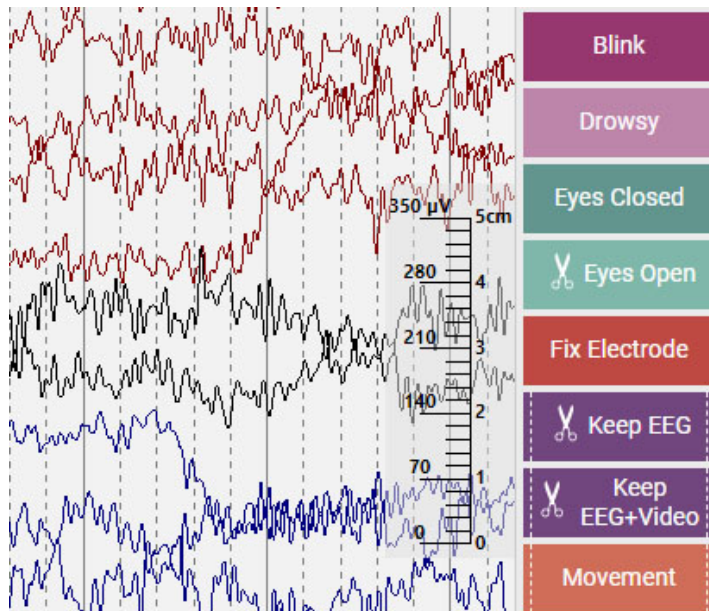 Blink
Drowsy
Eyes Closed
Eyes Open
Fix Electrode
Keep EEG
Keep
EEG+Video
Movement
350 µV
5cm
280
4
210
3
140
2
70
1
0
0